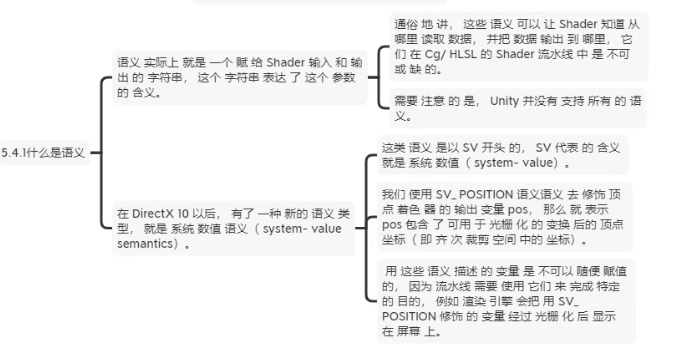 5.4.1什么是语义
语义 实际上 就是 一个 赋 给 Shader 输入 和 输
出 的 字符串， 这个 字符串 表达 了 这个 参数
的 含义。
通俗 地 讲， 这些 语义 可以 让 Shader 知道 从
哪里 读取 数据， 并把 数据 输出 到 哪里， 它
们 在 Cg/ HLSL 的 Shader 流水线 中 是 不可
或 缺的。
需要 注意 的 是， Unity 并没有 支持 所有 的 语
义。
在 DirectX 10 以后， 有了 一种 新的 语义 类
型， 就是 系统 数值 语义（ system- value
semantics）。
这类 语义 是以 SV 开头 的， SV 代表 的 含义
就是 系统 数值（ system- value）。
我们 使用 SV_ POSITION 语义语义 去 修饰 顶
点 着色 器 的 输出 变量 pos， 那么 就 表示
pos 包含 了 可用 于 光栅 化 的 变换 后的 顶点
坐标（ 即 齐 次 裁剪 空间 中的 坐标）。
用 这些 语义 描述 的 变量 是 不可以 随便 赋值
的， 因为 流水线 需要 使用 它们 来 完成 特定
的 目的， 例如 渲染 引擎 会把 用 SV_
POSITION 修饰 的 变量 经过 光栅 化 后 显示
在 屏幕 上。